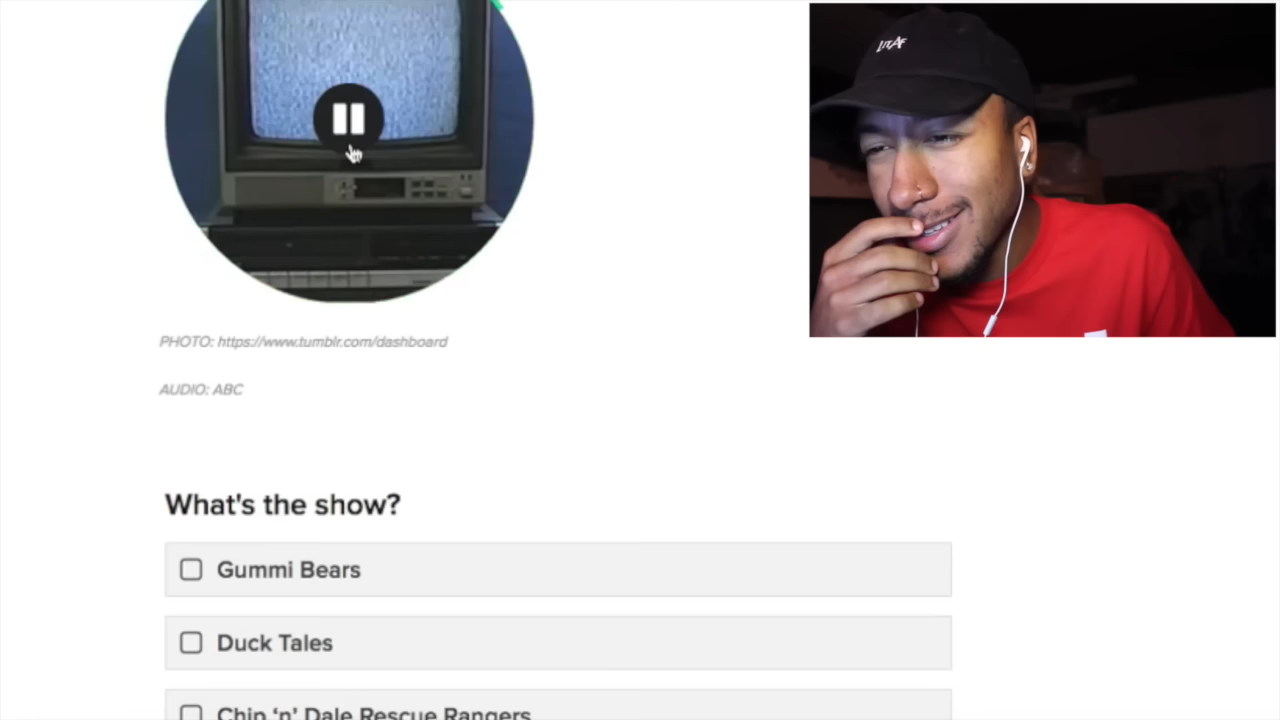 LITAF
PHOTO: https://www.tumblr.com/dashboard
AUDIO: ABC
What's the show?
Gummi Bears
Duck Tales
Chip ‘n’ Dale Rescue Rangers